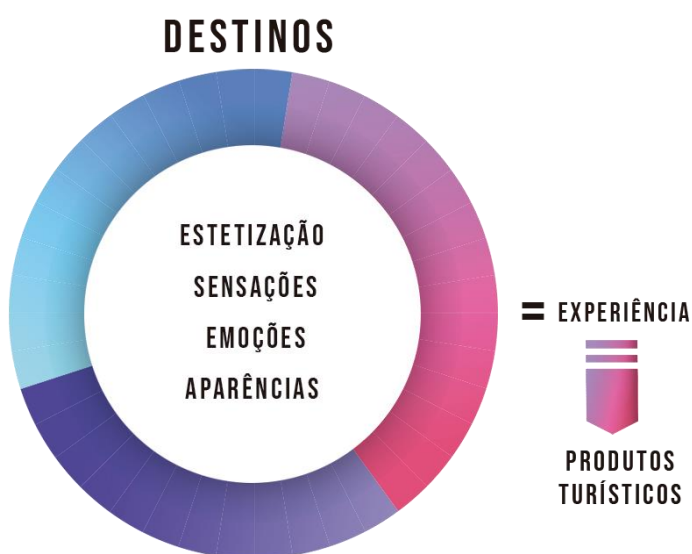 DESTINOS
ESTETIZAÇÃO
SENSAÇÕES
EMOÇÕES
APARÊNCIAS
= EXPERIÊNCIA
PRODUTOS
TURÍSTICOS